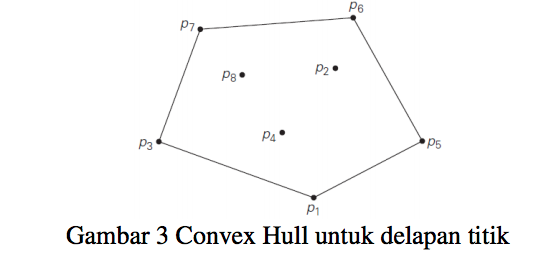 p6
p7
p8
p2
p4
p3
p5
p1
Gambar 3 Convex Hull untuk delapan titik